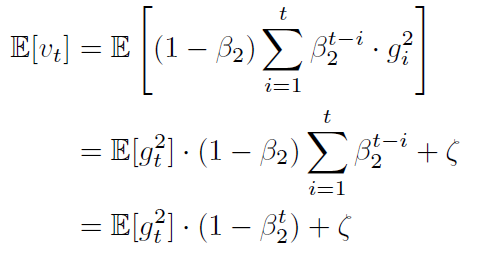 𝔼[v_t] = 𝔼 [ (1 − β_2) ∑_{i=1}^{t} β_2^{t−i} · g_i^2 ]
= 𝔼[g_t^2] · (1 − β_2) ∑_{i=1}^{t} β_2^{t−i} + ζ
= 𝔼[g_t^2] · (1 − β_2^t) + ζ